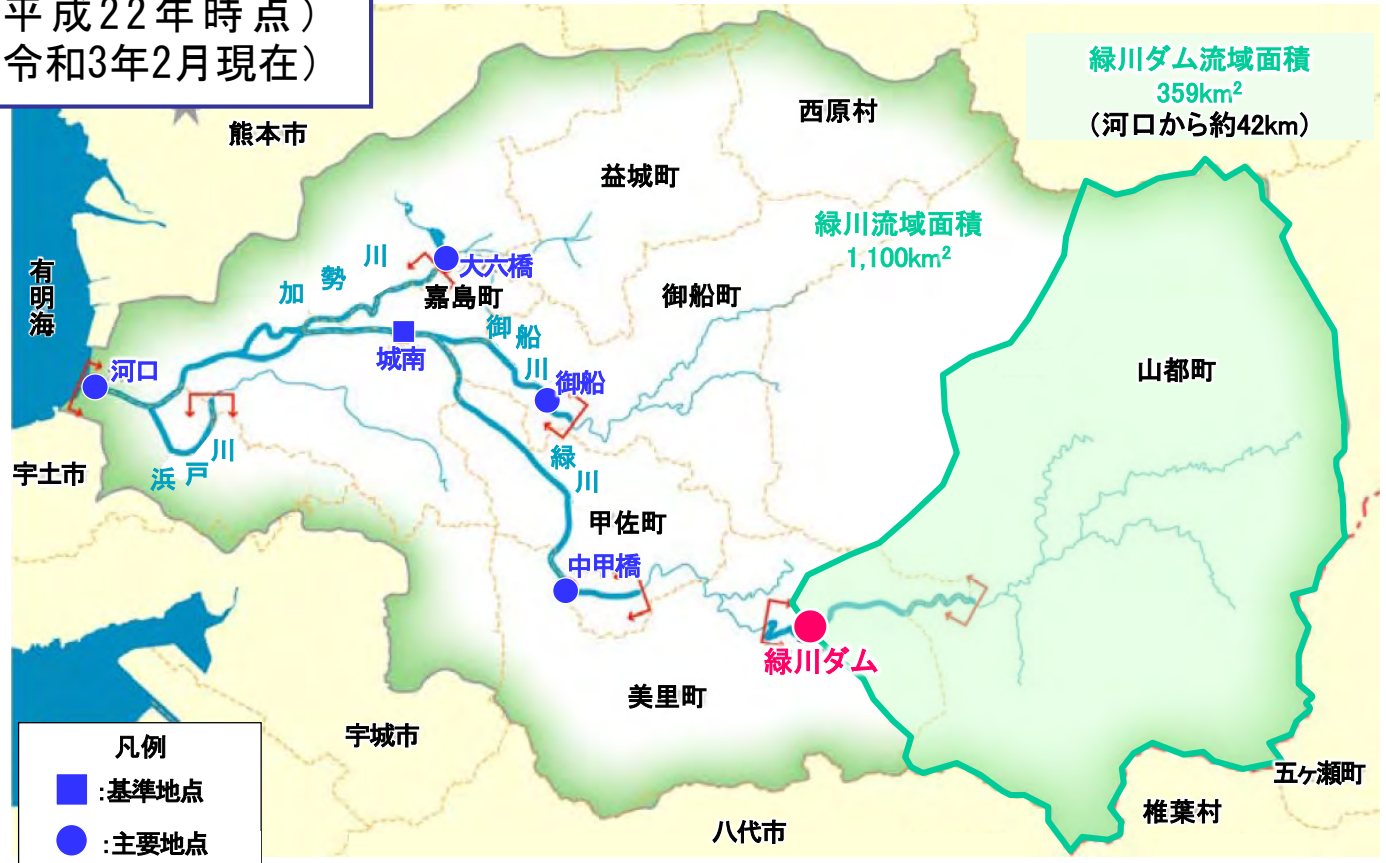 平成22年時点）
令和3年2月現在）
緑川ダム流域面積
359km²
（河口から約42km）
熊本市
西原村
益城町
緑川流域面積
1,100km²
有明海
加勢川
大六橋
嘉島町
御船町
御船川
城南
河口
御船
山都町
宇土市
浜戸川
緑川
甲佐町
中甲橋
緑川ダム
美里町
宇城市
凡例
:基準地点
:主要地点
八代市
椎葉村
五ヶ瀬町